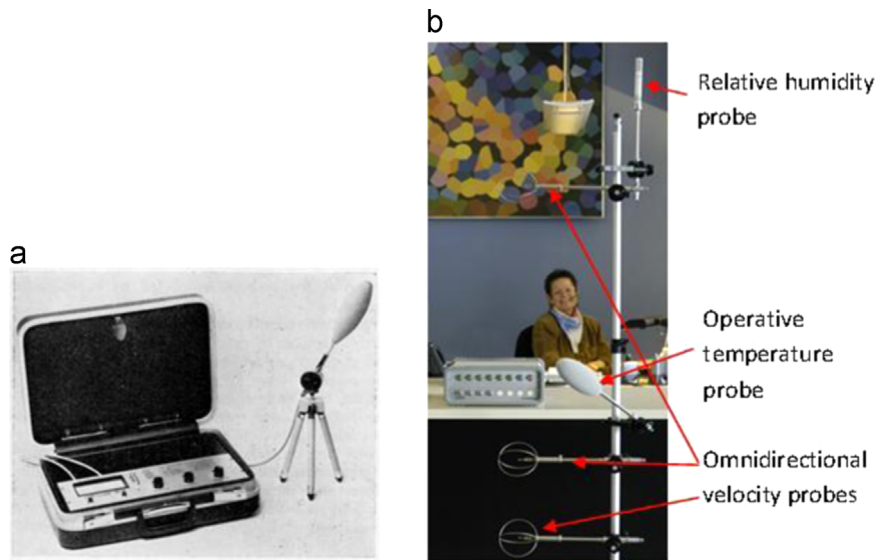 b
Relative humidity
probe
a
Operative
temperature
probe
Omnidirectional
velocity probes